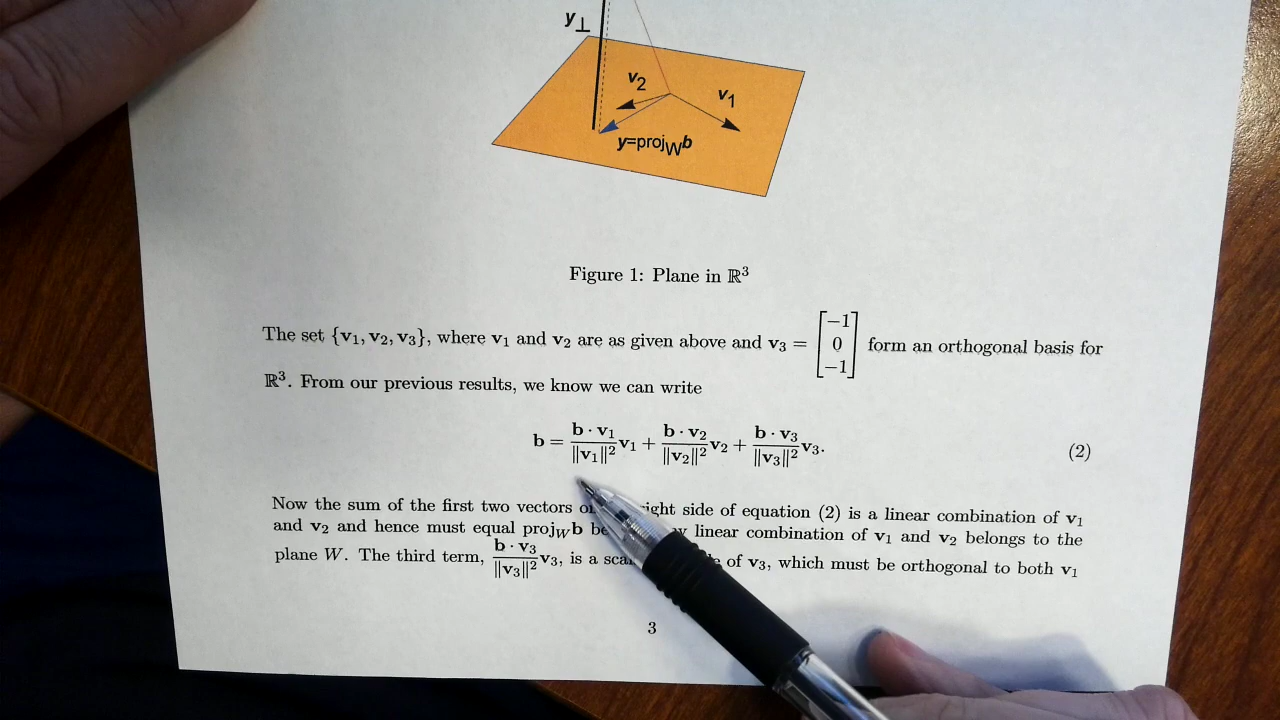 y⊥
v2
v1
y=projWb
Figure 1: Plane in ℝ³
The set {v₁, v₂, v₃}, where v₁ and v₂ are as given above and v₃ = [−1 0 −1] form an orthogonal basis for
ℝ³. From our previous results, we know we can write
b = (b · v₁)/‖v₁‖² v₁ + (b · v₂)/‖v₂‖² v₂ + (b · v₃)/‖v₃‖² v₃. (2)
Now the sum of the first two vectors side of equation (2) is a linear combination of v₁
and v₂ and hence must equal proj_W b linear combination of v₁ and v₂ belongs to the
plane W. The third term, (b · v₃)/‖v₃‖² v₃, is a of v₃, which must be orthogonal to both v₁
3